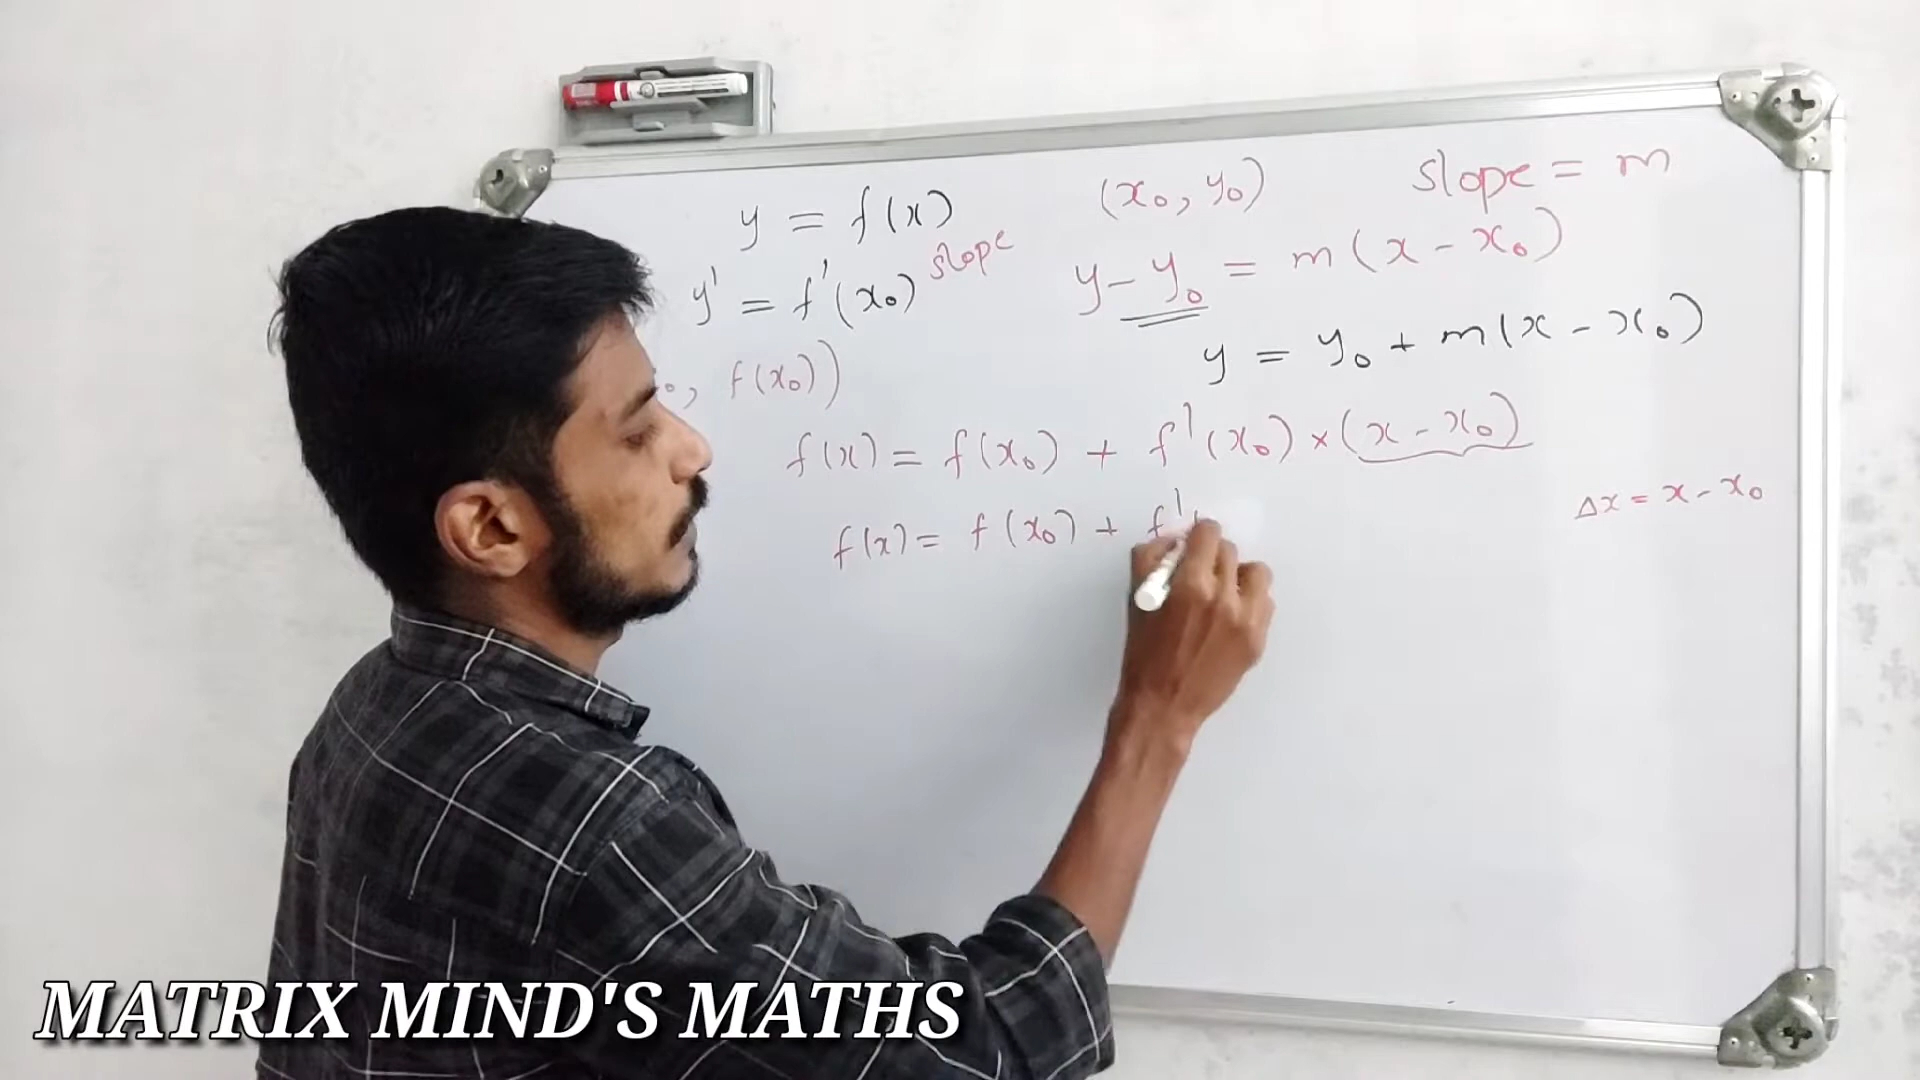 y = f(x)
(x₀, y₀)
slope = m
y' = f'(x₀) slope
y - y₀ = m(x - x₀)
y = y₀ + m(x - x₀)
₀, f(x₀))
f(x) = f(x₀) + f'(x₀) × (x - x₀)
Δx = x - x₀
f(x) = f(x₀) + f'(
MATRIX MIND'S MATHS